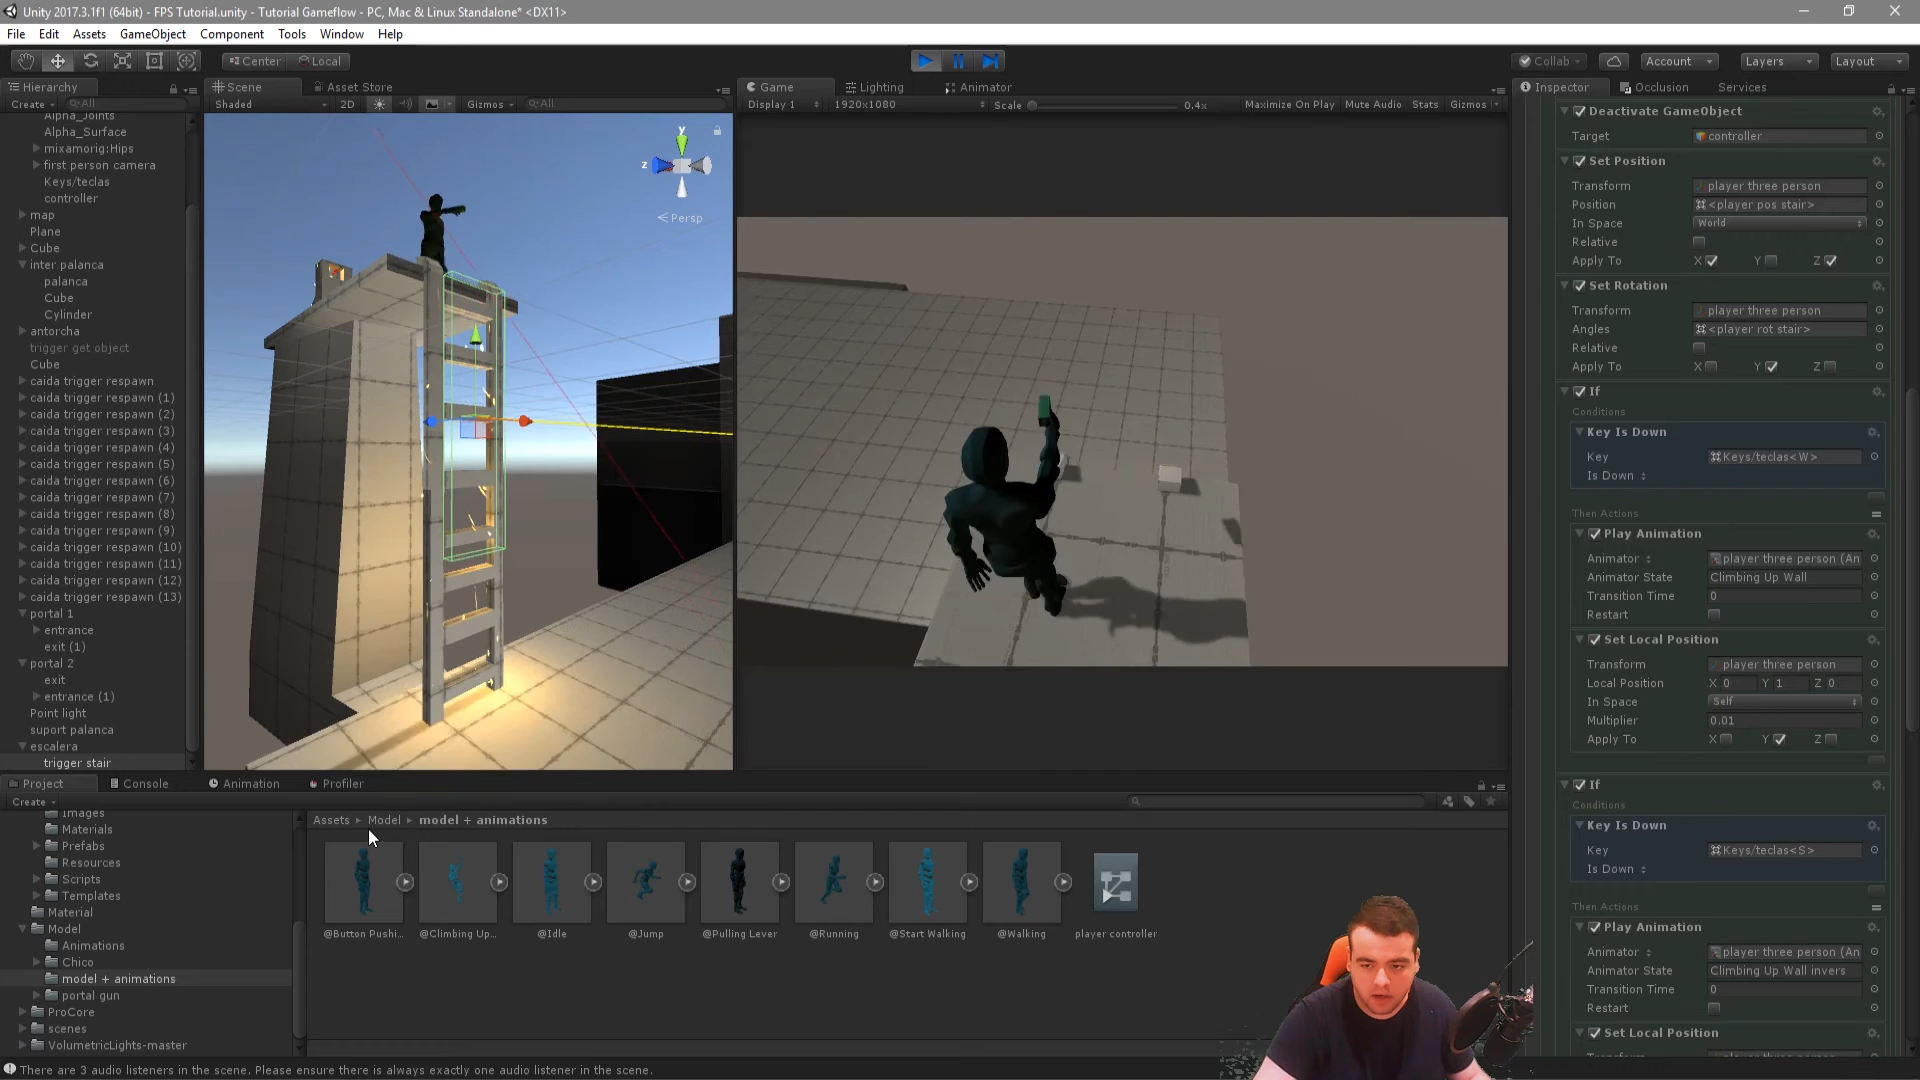 Unity 2017.3.1f1 (64bit) - FPS Tutorial.unity - Tutorial Gameflow - PC, Mac & Linux Standalone* <DX11>
File Edit Assets GameObject Component Tools Window Help
Center Local
Collab Account Layers Layout
Hierarchy
Create All
Alpha_Joints
Alpha_Surface
mixamorig:Hips
first person camera
Keys/teclas
controller
map
Plane
Cube
inter palanca
palanca
Cube
Cylinder
antorcha
trigger get object
Cube
caida trigger respawn
caida trigger respawn (1)
caida trigger respawn (2)
caida trigger respawn (3)
caida trigger respawn (4)
caida trigger respawn (5)
caida trigger respawn (6)
caida trigger respawn (7)
caida trigger respawn (8)
caida trigger respawn (9)
caida trigger respawn (10)
caida trigger respawn (11)
caida trigger respawn (12)
caida trigger respawn (13)
portal 1
entrance
exit (1)
portal 2
exit
entrance (1)
Point light
suport palanca
escalera
trigger stair
Scene Asset Store
Shaded 2D Gizmos All
y
z
Persp
Game Lighting Animator
Display 1 1920x1080 Scale 0.4x Maximize On Play Mute Audio Stats Gizmos
Inspector Occlusion Services
Deactivate GameObject
Target controller
Set Position
Transform player three person
Position <player pos stair>
In Space World
Relative
Apply To X Y Z
Set Rotation
Transform player three person
Angles <player rot stair>
Relative
Apply To X Y Z
If
Conditions
Key Is Down
Key Keys/teclas<W>
Is Down
Then Actions
Play Animation
Animator player three person (An
Animator State Climbing Up Wall
Transition Time 0
Restart
Set Local Position
Transform player three person
Local Position X 0 Y 1 Z 0
In Space Self
Multiplier 0.01
Apply To X Y Z
If
Conditions
Key Is Down
Key Keys/teclas<S>
Is Down
Then Actions
Play Animation
Animator player three person (An
Animator State Climbing Up Wall invers
Transition Time 0
Restart
Set Local Position
Project Console Animation Profiler
Create
Images
Materials
Prefabs
Resources
Scripts
Templates
Material
Model
Animations
Chico
model + animations
portal gun
ProCore
scenes
VolumetricLights-master
Assets Model model + animations
@Button Pushi... @Climbing Up... @Idle @Jump @Pulling Lever @Running @Start Walking @Walking player controller
There are 3 audio listeners in the scene. Please ensure there is always exactly one audio listener in the scene.